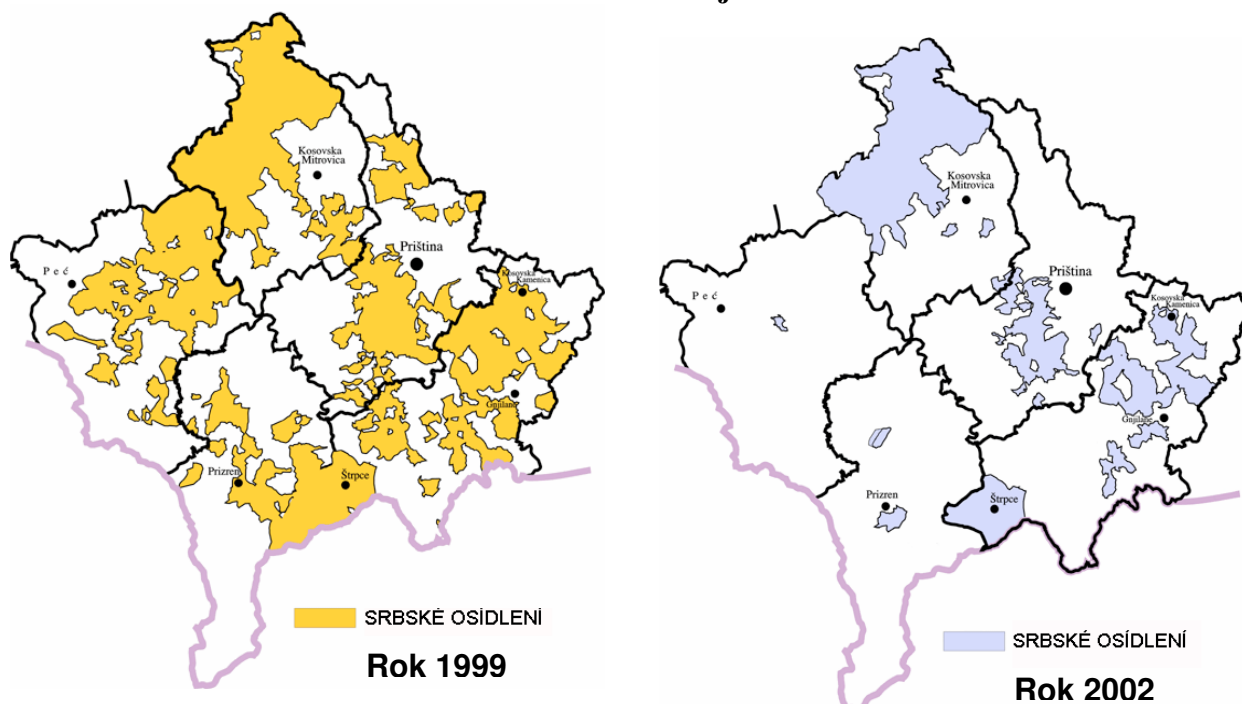 Kosovska
Mitrovica
Priština
Peć
Kosovska
Kamenica
Gnjilane
Prizren
Štrpce
SRBSKÉ OSÍDLENÍ
Rok 1999
Kosovska
Mitrovica
Priština
Peć
Kosovska
Kamenica
Gnjilane
Prizren
Štrpce
SRBSKÉ OSÍDLENÍ
Rok 2002